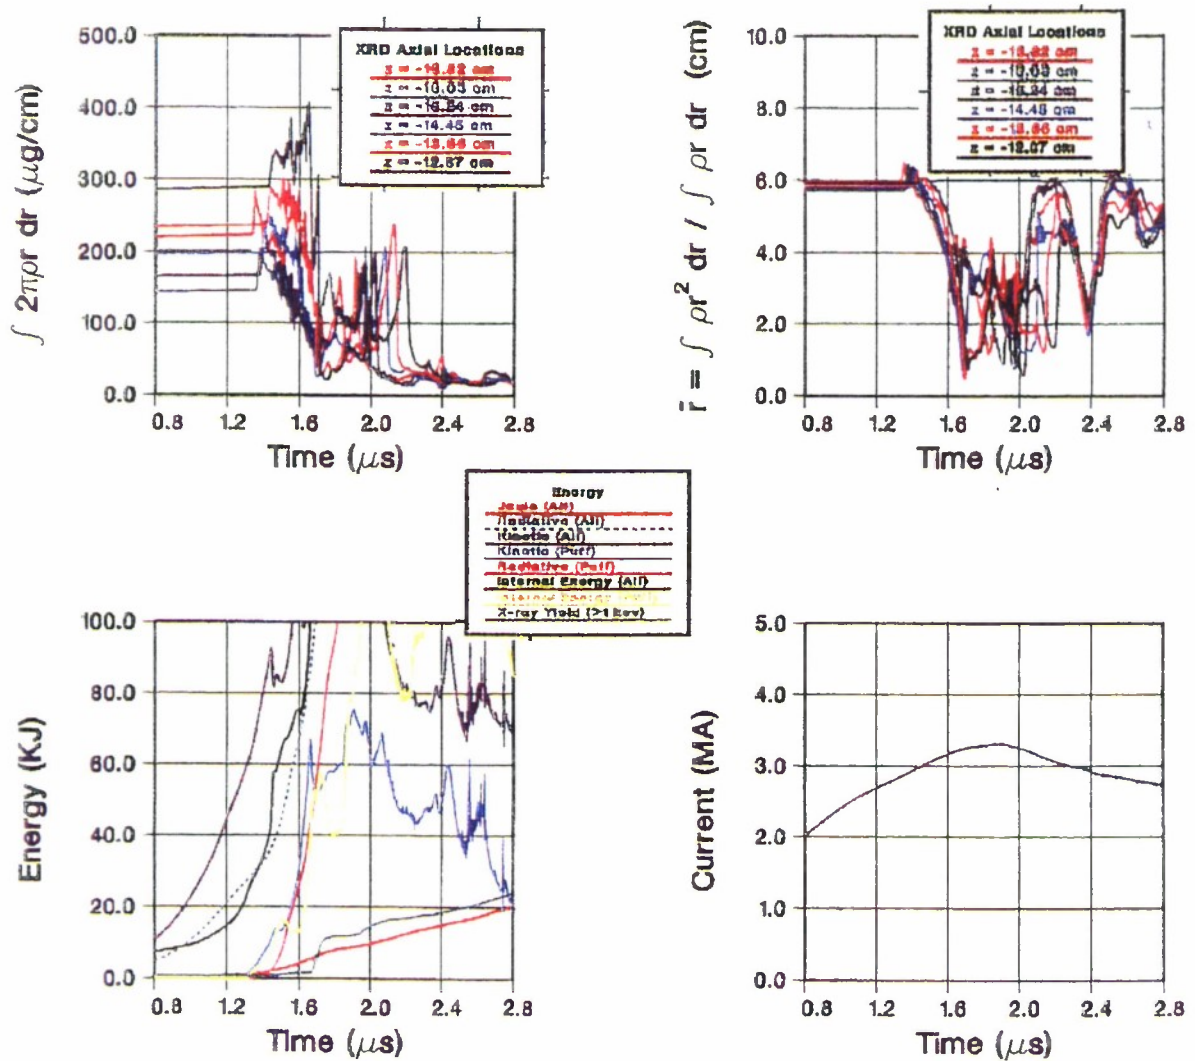 500.0
400.0
300.0
200.0
100.0
0.0
0.8 1.2 1.6 2.0 2.4 2.8
Time (μs)
∫ 2πρr dr (μg/cm)
XRD Axial Locations
z = -14.45 cm
10.0
8.0
6.0
4.0
2.0
0.0
0.8 1.2 1.6 2.0 2.4 2.8
Time (μs)
r̄ = ∫ ρr² dr / ∫ ρr dr (cm)
XRD Axial Locations
z = -14.45 cm
Energy
Radiative (All)
Kinetic (All)
Kinetic (Puff)
Radiative (Puff)
Internal Energy (All)
X-ray Yield (>1 kev)
100.0
80.0
60.0
40.0
20.0
0.0
0.8 1.2 1.6 2.0 2.4 2.8
Time (μs)
Energy (KJ)
5.0
4.0
3.0
2.0
1.0
0.0
0.8 1.2 1.6 2.0 2.4 2.8
Time (μs)
Current (MA)